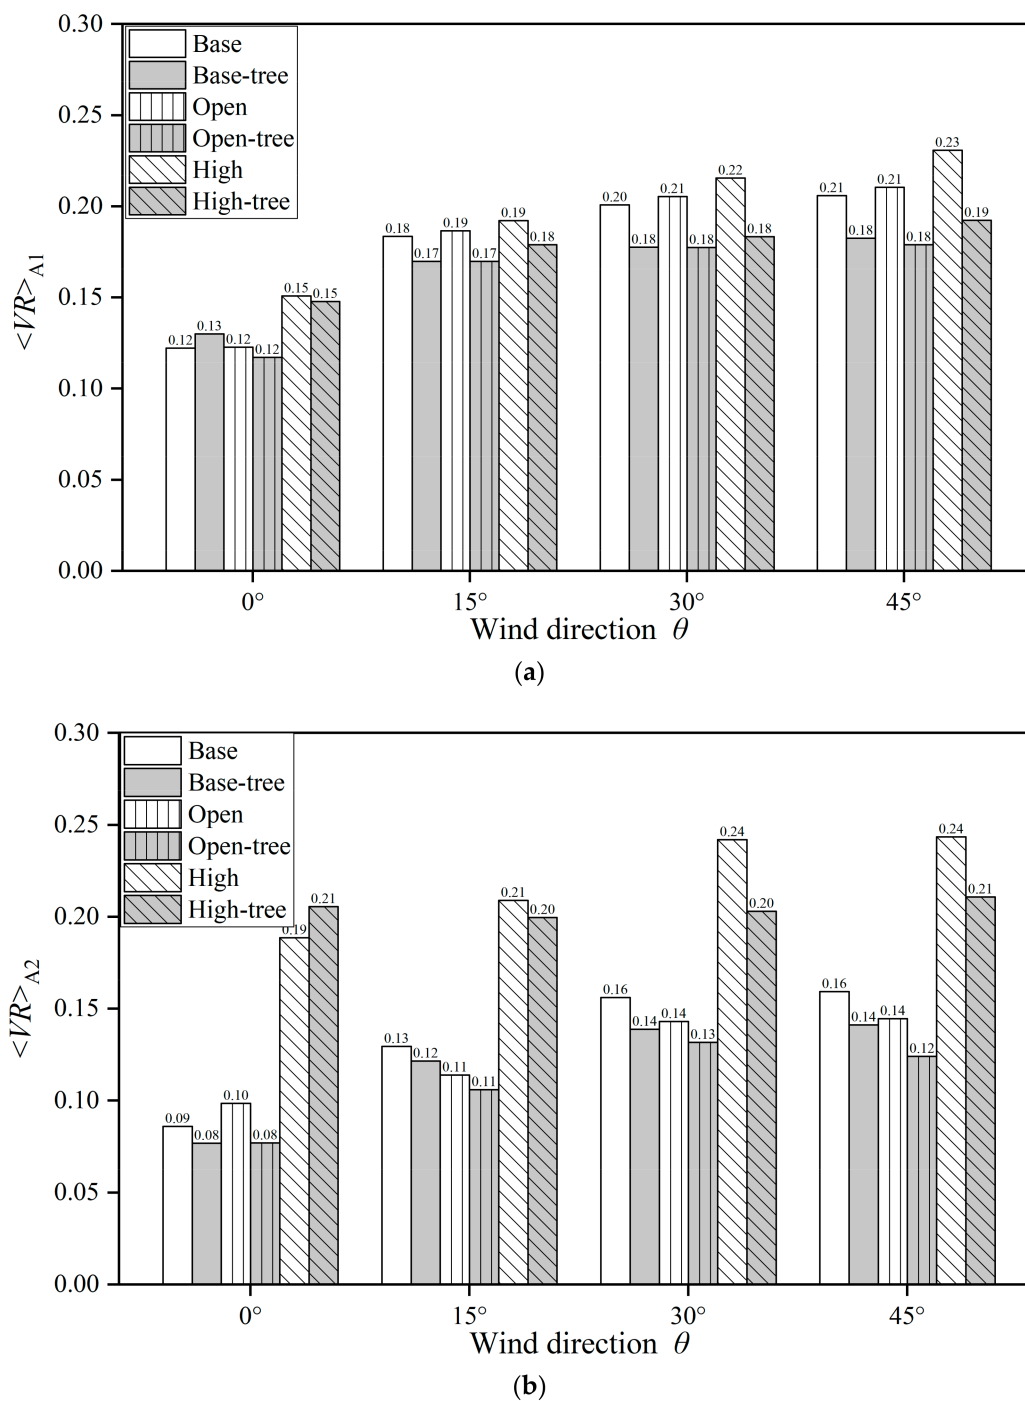 0.30
0.25
0.20
0.15
0.10
0.05
0.00
<VR>A1
Base
Base-tree
Open
Open-tree
High
High-tree
0.12 0.13 0.12 0.12 0.15 0.15
0.18 0.17 0.19 0.17 0.19 0.18
0.20 0.18 0.21 0.18 0.22 0.18
0.21 0.18 0.21 0.18 0.23 0.19
0° 15° 30° 45°
Wind direction θ
(a)
0.30
0.25
0.20
0.15
0.10
0.05
0.00
<VR>A2
Base
Base-tree
Open
Open-tree
High
High-tree
0.09 0.08 0.10 0.08 0.19 0.21
0.13 0.12 0.11 0.11 0.21 0.20
0.16 0.14 0.14 0.13 0.24 0.20
0.16 0.14 0.14 0.12 0.24 0.21
0° 15° 30° 45°
Wind direction θ
(b)